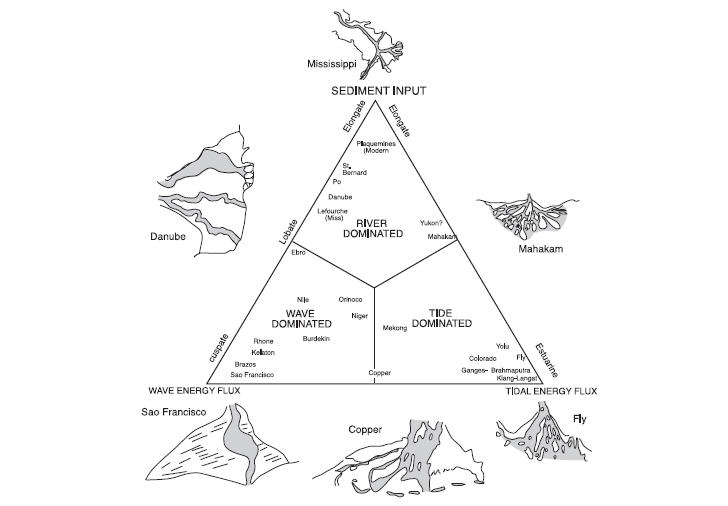 Mississippi
SEDIMENT INPUT
Elongate
Elongate
Plaquemines
(Modern
St.
Bernard
Po
Danube
Lefourche
(Miss)
RIVER
DOMINATED
Yukon?
Mahakam
Lobate
Danube
Mahakam
Ebro
Nile
Orinoco
WAVE
DOMINATED
Niger
TIDE
DOMINATED
Mekong
Burdekin
Rhone
Kelaton
Brazos
Sao Francisco
cuspate
Copper
Yolu
Colorado
Fly
Ganges- Brahmaputra
Klang-Langat
Estuarine
WAVE ENERGY FLUX
TIDAL ENERGY FLUX
Sao Francisco
Copper
Fly